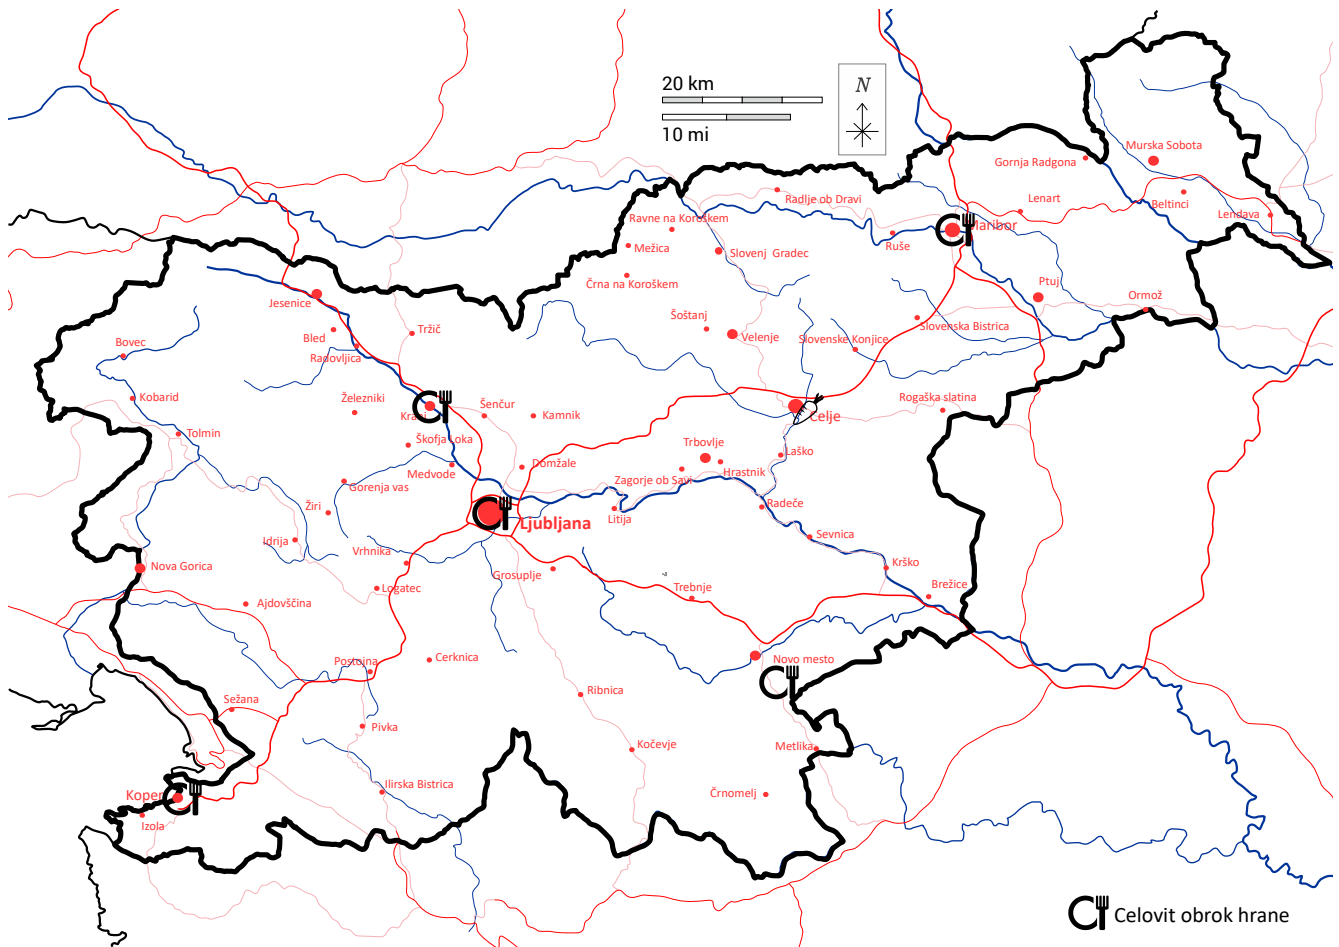 20 km
10 mi
N
Murska Sobota
Gornja Radgona
Radlje ob Dravi
Lenart
Beltinci
Lendava
Ravne na Koroškem
Maribor
Mežica
Slovenj Gradec
Ruše
Črna na Koroškem
Ptuj
Ormož
Jesenice
Šoštanj
Slovenska Bistrica
Tržič
Bled
Velenje
Slovenske Konjice
Bovec
Radovljica
Kobarid
Železniki
Rogaška slatina
Šenčur
Kamnik
Kranj
Celje
Tolmin
Škofja Loka
Trbovlje
Laško
Medvode
Domžale
Hrastnik
Zagorje ob Savi
Gorenja vas
Žiri
Radeče
Litija
Ljubljana
Sevnica
Idrija
Vrhnika
Nova Gorica
Grosuplje
Krško
Logatec
Trebnje
Brežice
Ajdovščina
Postojna
Cerknica
Novo mesto
Sežana
Ribnica
Pivka
Kočevje
Metlika
Koper
Ilirska Bistrica
Črnomelj
Izola
Celovit obrok hrane